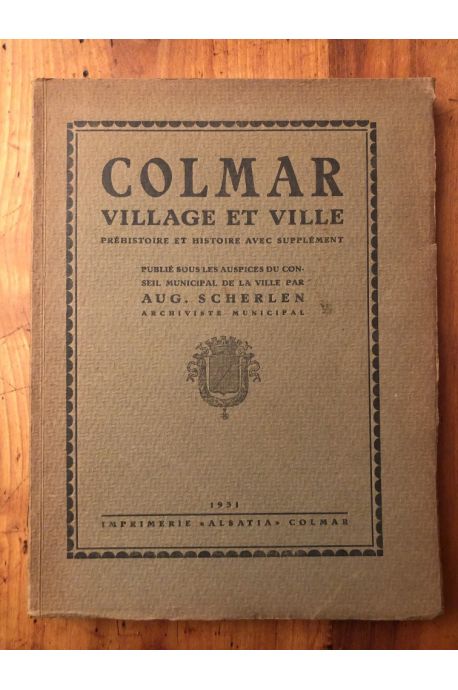 COLMAR
VILLAGE ET VILLE
PRÉHISTOIRE ET HISTOIRE AVEC SUPPLÉMENT
PUBLIÉ SOUS LES AUSPICES DU CON-
SEIL MUNICIPAL DE LA VILLE PAR
AUG. SCHERLEN
ARCHIVISTE MUNICIPAL
1931
IMPRIMERIE «ALSATIA» COLMAR